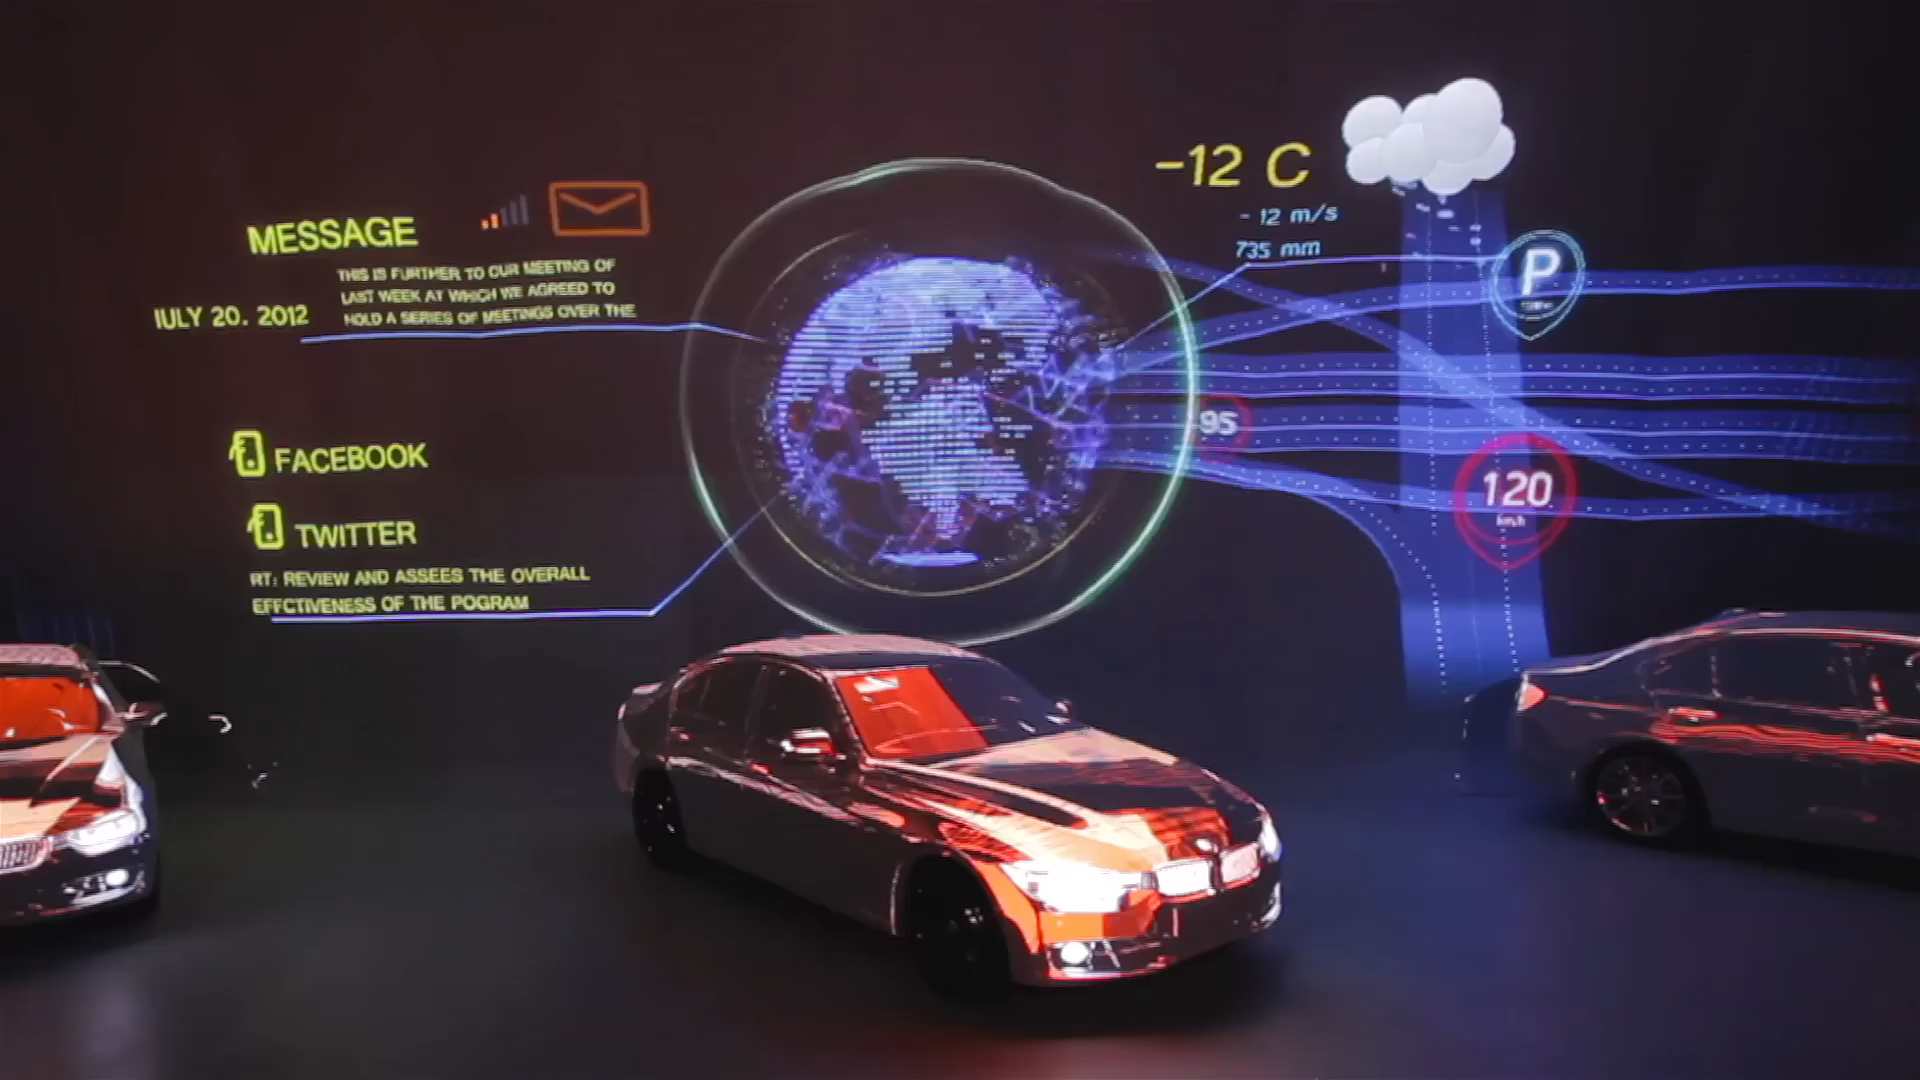 MESSAGE
THIS IS FURTHER TO OUR MEETING OF
LAST WEEK AT WHICH WE AGREED TO
HOLD A SERIES OF MEETINGS OVER THE
IULY 20. 2012
FACEBOOK
TWITTER
RT: REVIEW AND ASSEES THE OVERALL
EFFCTIVENESS OF THE POGRAM
-12 C
- 12 m/s
735 mm
P
95
120
km/h